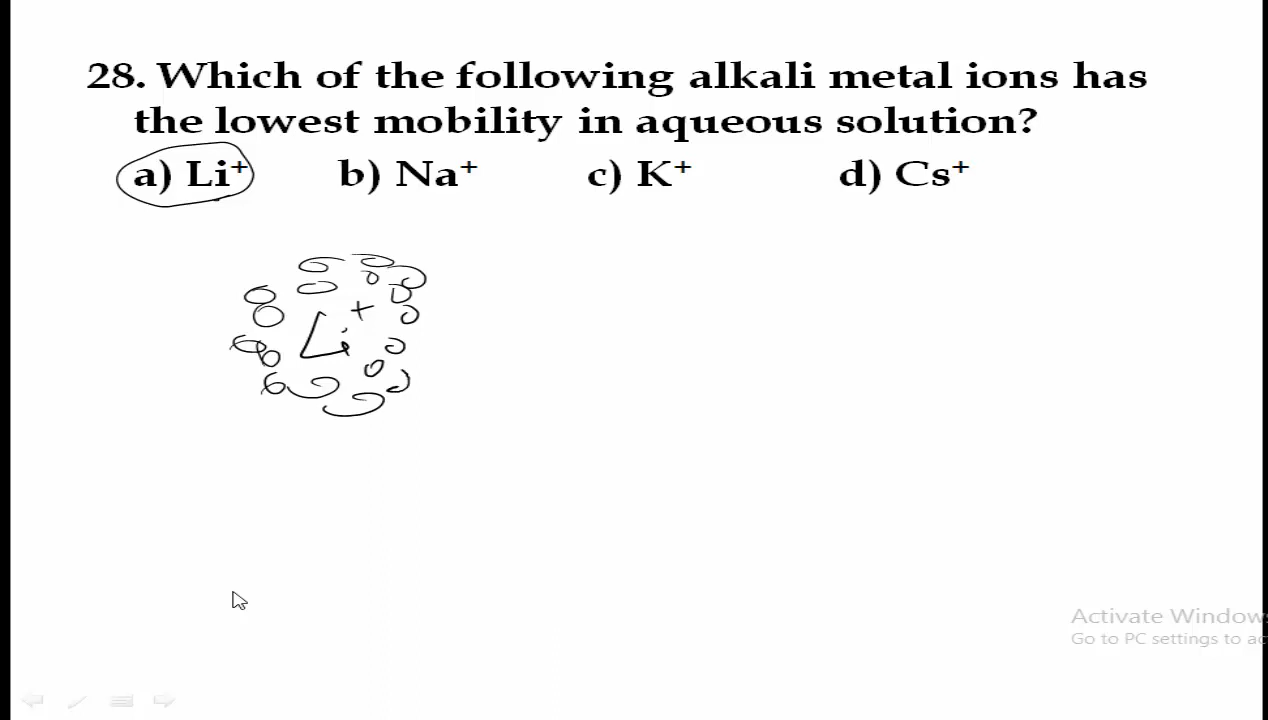 28. Which of the following alkali metal ions has
the lowest mobility in aqueous solution?
a) Li⁺ b) Na⁺ c) K⁺ d) Cs⁺
Li⁺
Activate Windows
Go to PC settings to